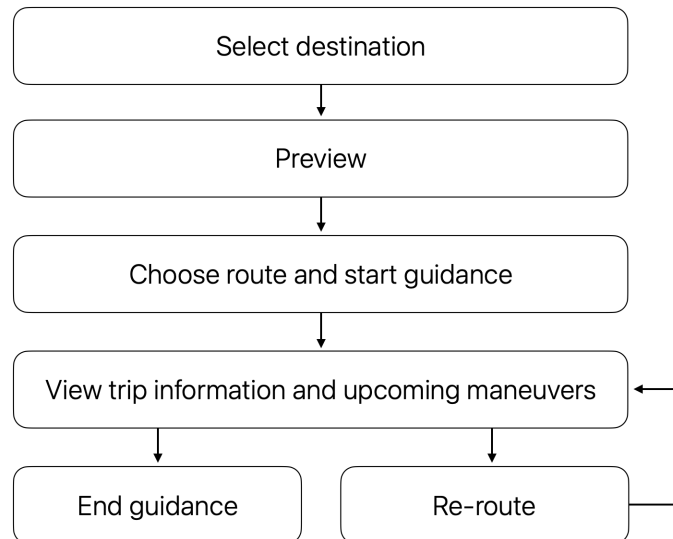 Select destination
Preview
Choose route and start guidance
View trip information and upcoming maneuvers
End guidance
Re-route